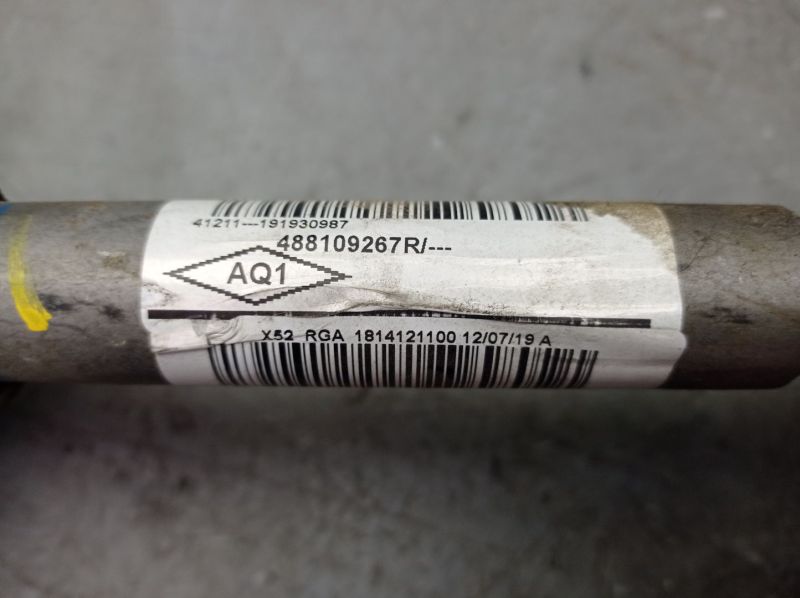 41211---191930987
488109267R/---
AQ1
X52 RGA 1814121100 12/07/19 A